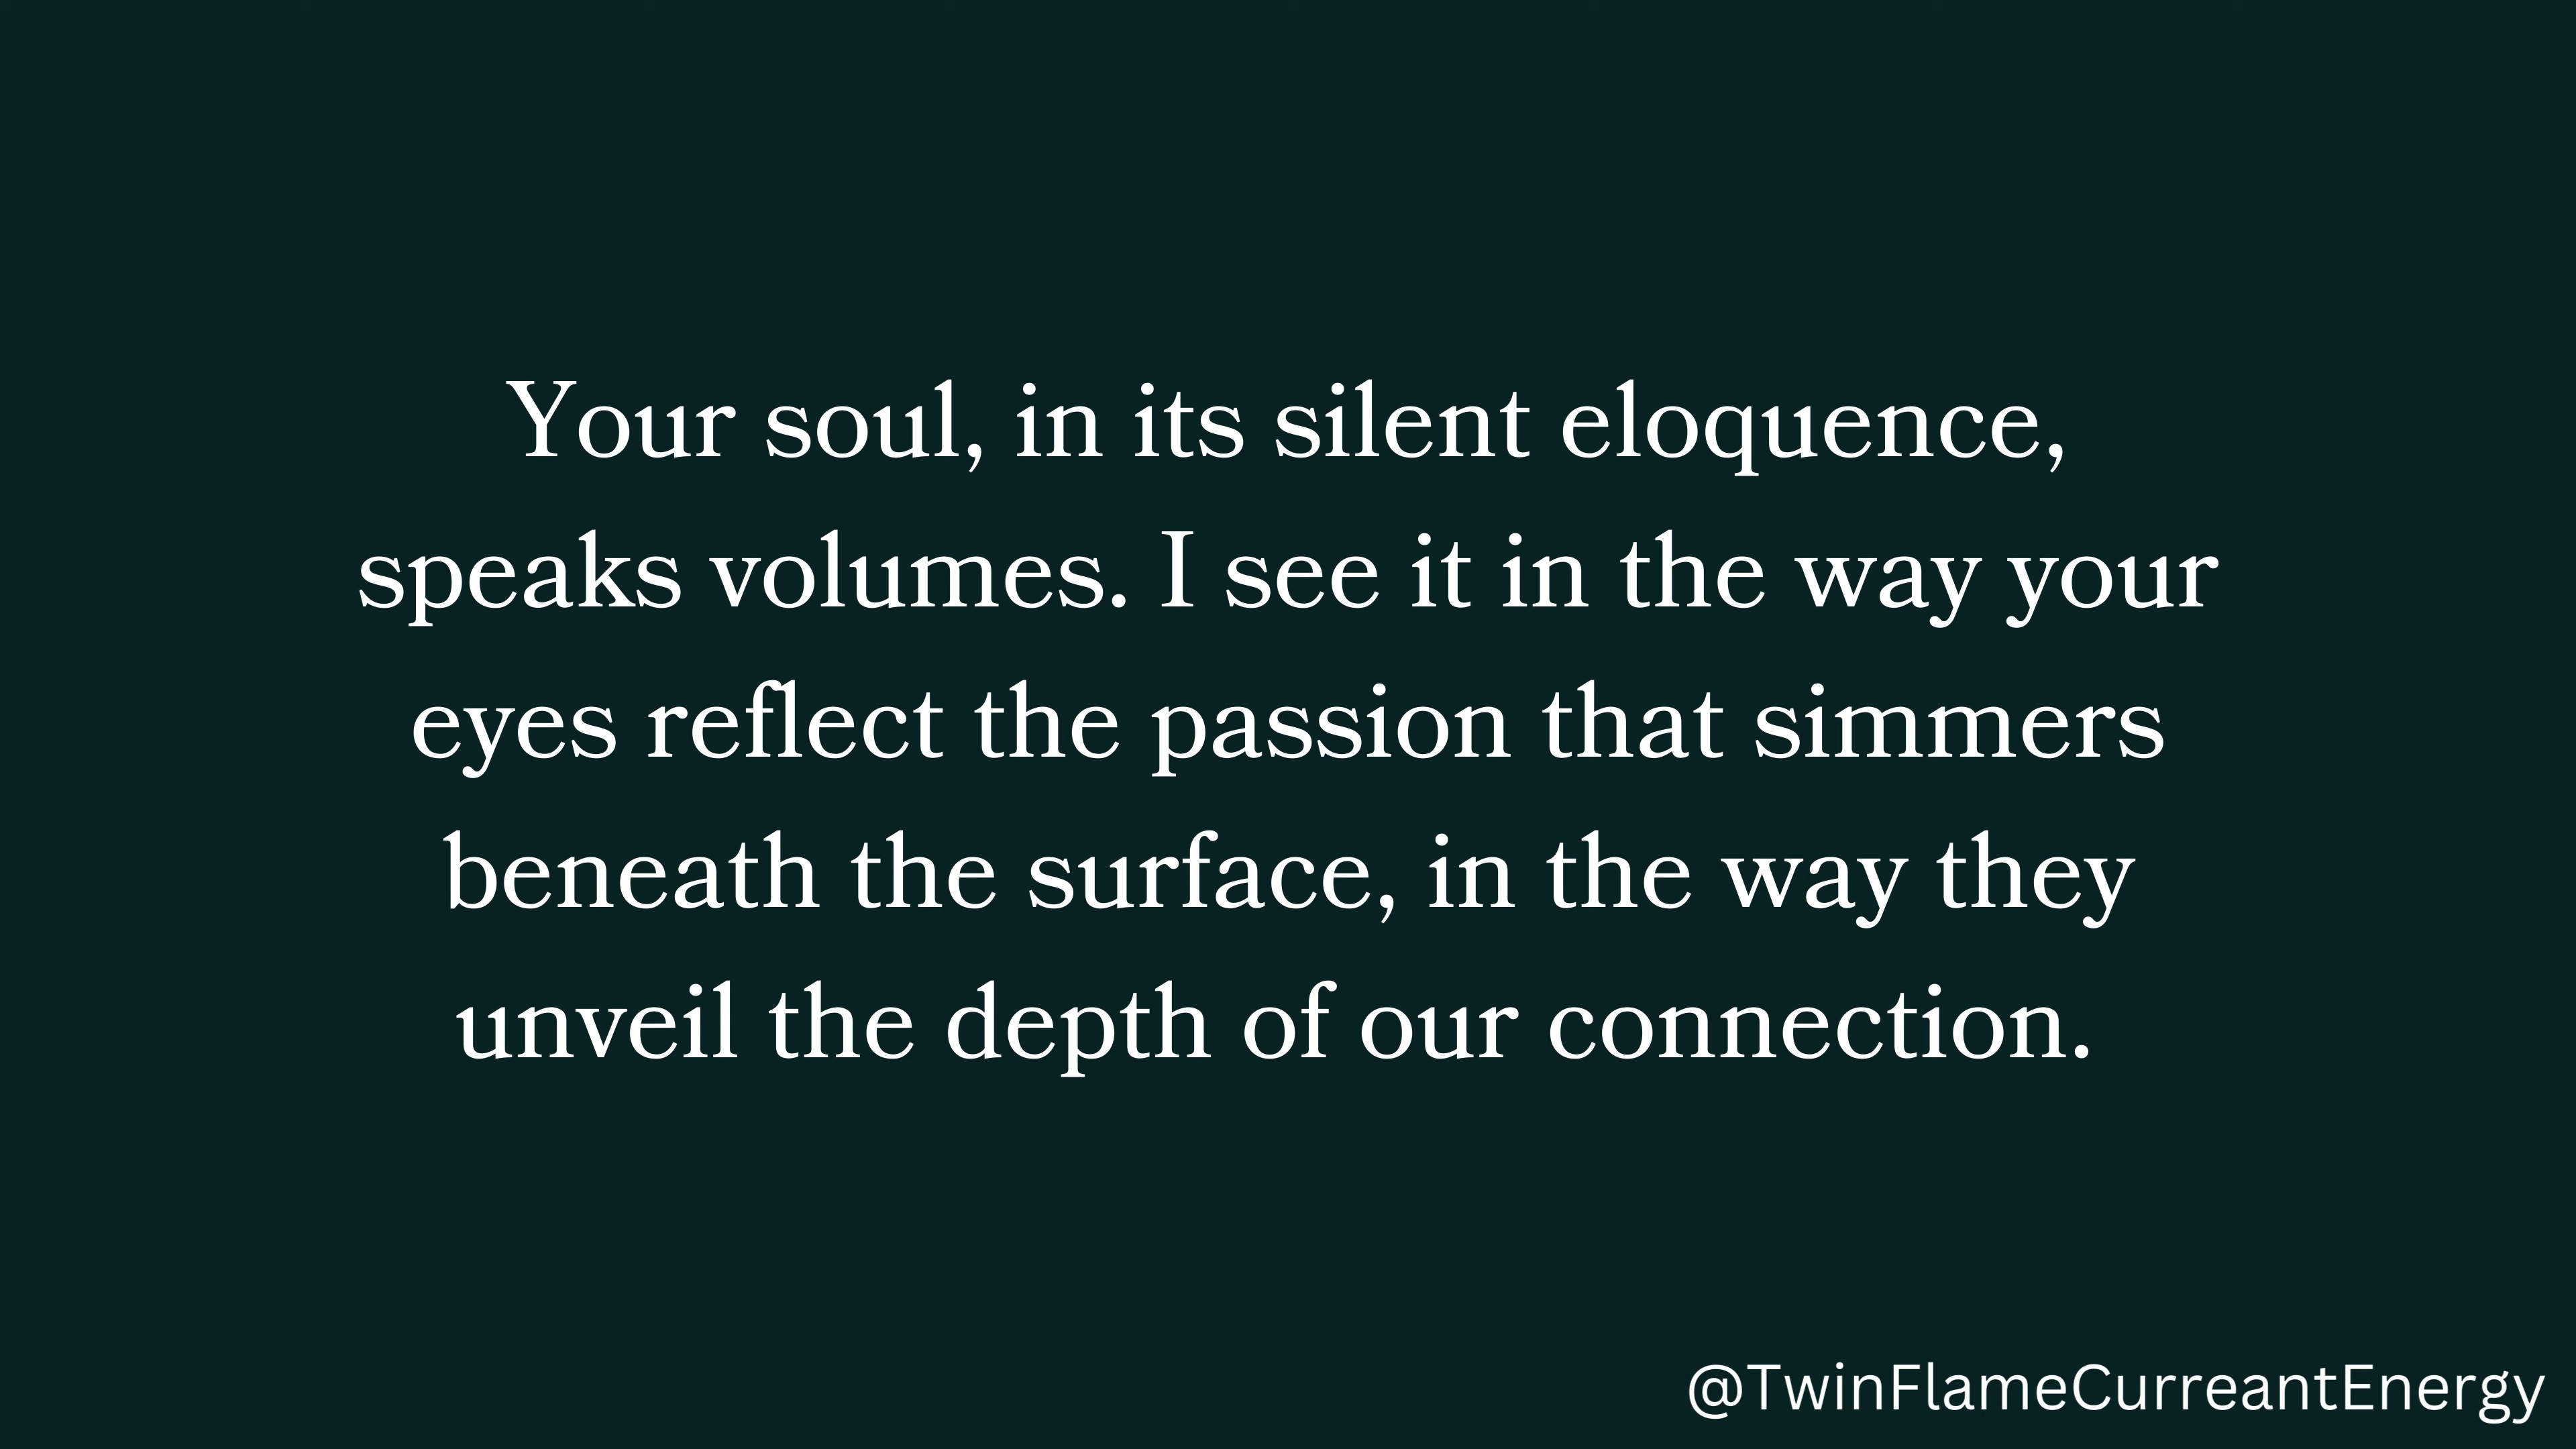 Your soul, in its silent eloquence,
speaks volumes. I see it in the way your
eyes reflect the passion that simmers
beneath the surface, in the way they
unveil the depth of our connection.
@TwinFlameCurreantEnergy